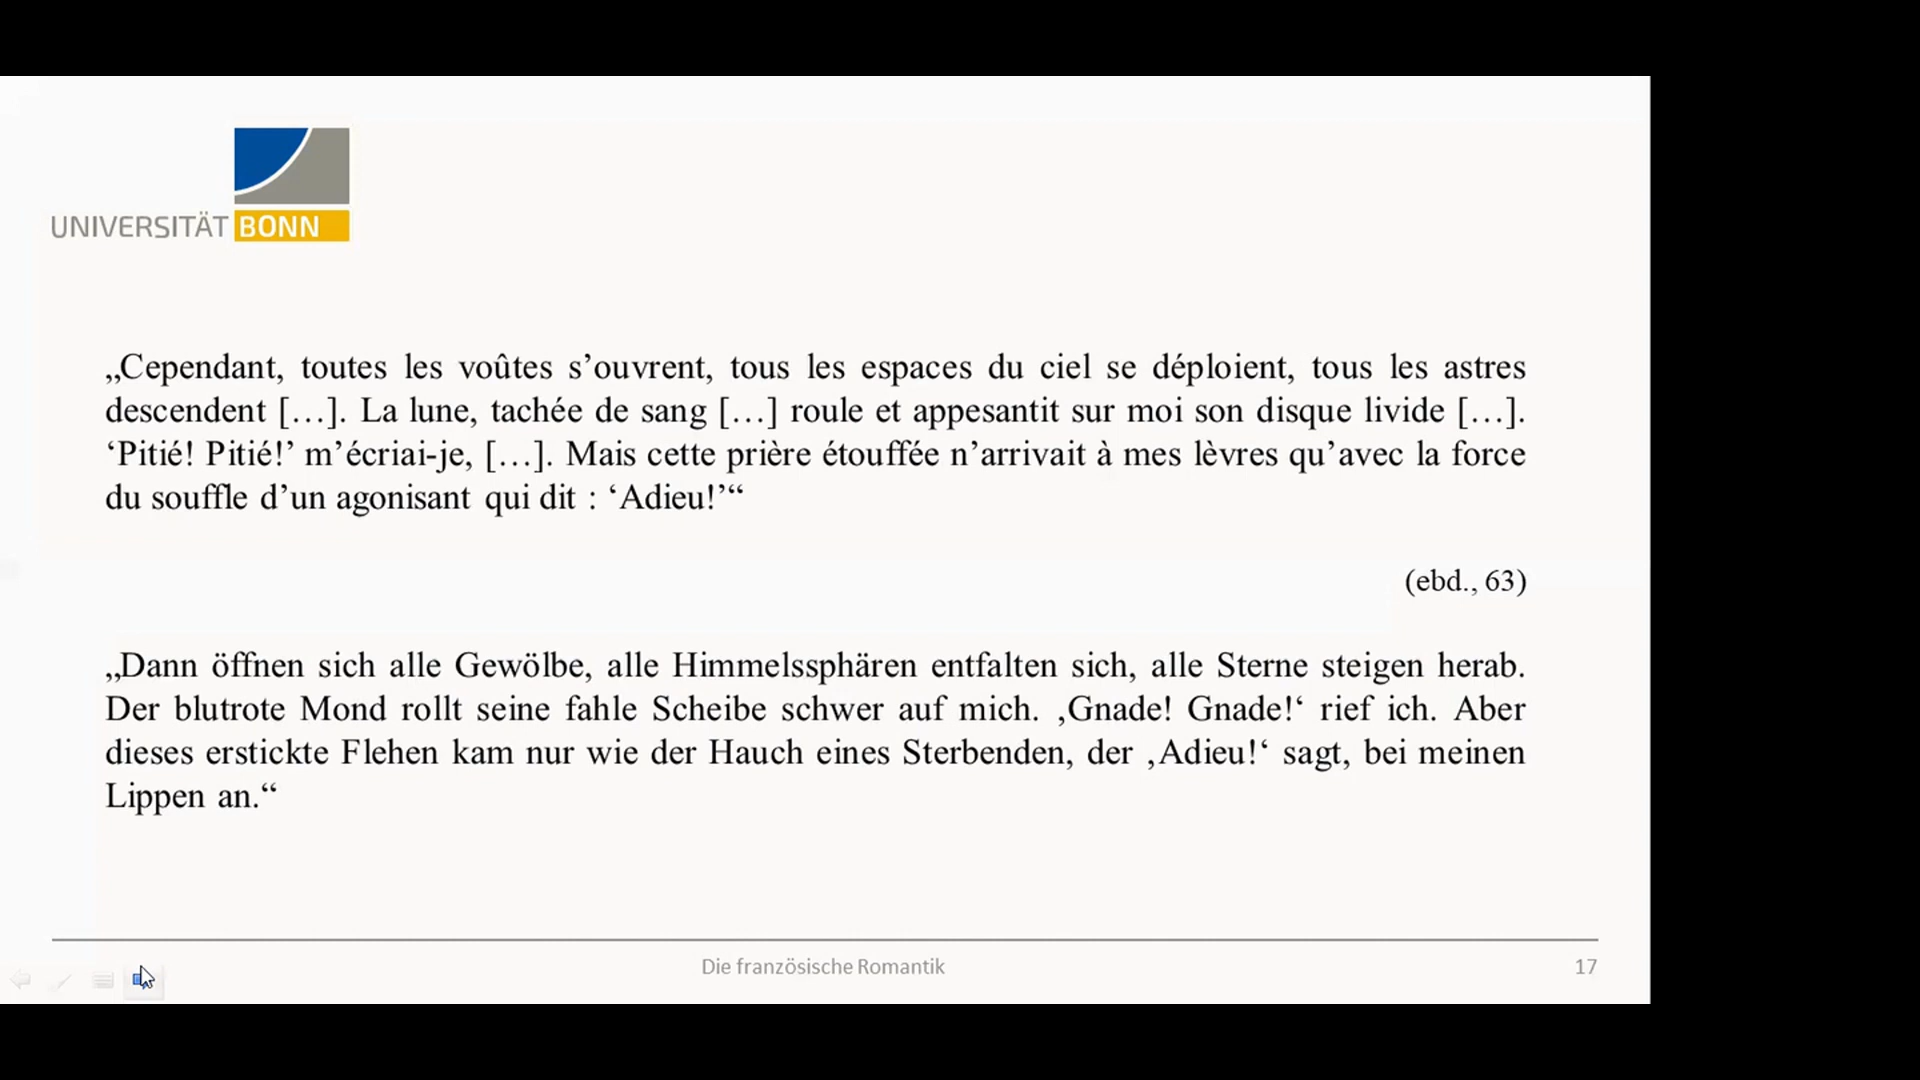 UNIVERSITÄT BONN
„Cependant, toutes les voûtes s’ouvrent, tous les espaces du ciel se déploient, tous les astres
descendent […]. La lune, tachée de sang […] roule et appesantit sur moi son disque livide […].
‘Pitié! Pitié!’ m’écriai-je, […]. Mais cette prière étouffée n’arrivait à mes lèvres qu’avec la force
du souffle d’un agonisant qui dit : ‘Adieu!’“
(ebd., 63)
„Dann öffnen sich alle Gewölbe, alle Himmelssphären entfalten sich, alle Sterne steigen herab.
Der blutrote Mond rollt seine fahle Scheibe schwer auf mich. ‚Gnade! Gnade!‘ rief ich. Aber
dieses erstickte Flehen kam nur wie der Hauch eines Sterbenden, der ‚Adieu!‘ sagt, bei meinen
Lippen an.“
Die französische Romantik
17